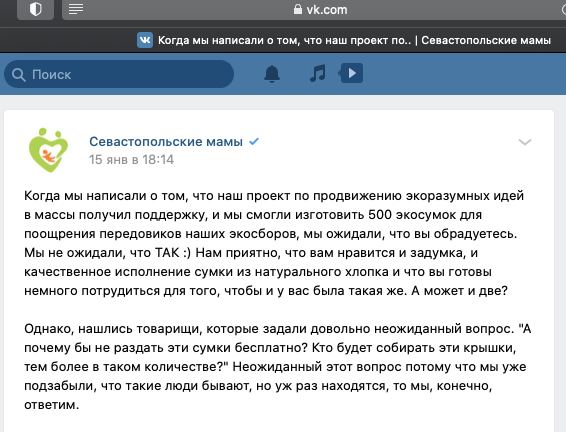 vk.com
Когда мы написали о том, что наш проект по.. | Севастопольские мамы
Поиск
Севастопольские мамы
15 янв в 18:14
Когда мы написали о том, что наш проект по продвижению экоразумных идей
в массы получил поддержку, и мы смогли изготовить 500 экосумок для
поощрения передовиков наших экосборов, мы ожидали, что вы обрадуетесь.
Мы не ожидали, что ТАК :) Нам приятно, что вам нравится и задумка, и
качественное исполнение сумки из натурального хлопка и что вы готовы
немного потрудиться для того, чтобы и у вас была такая же. А может и две?
Однако, нашлись товарищи, которые задали довольно неожиданный вопрос. "А
почему бы не раздать эти сумки бесплатно? Кто будет собирать эти крышки,
тем более в таком количестве?" Неожиданный этот вопрос потому что мы уже
подзабыли, что такие люди бывают, но уж раз находятся, то мы, конечно,
ответим.